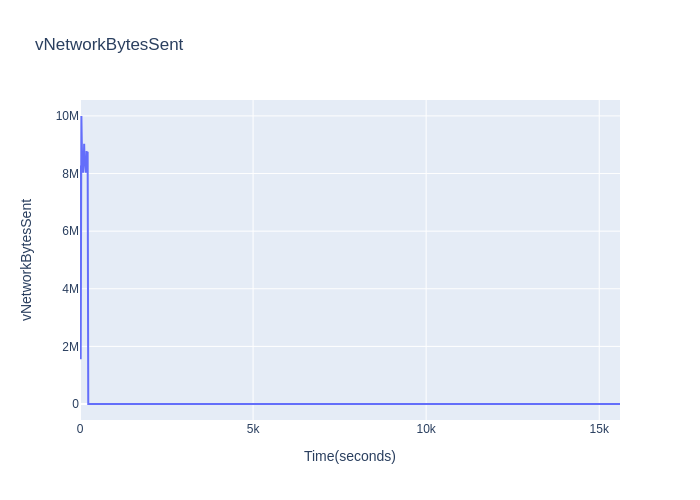 vNetworkBytesSent
10M
8M
6M
4M
2M
0
vNetworkBytesSent
0 5k 10k 15k
Time(seconds)